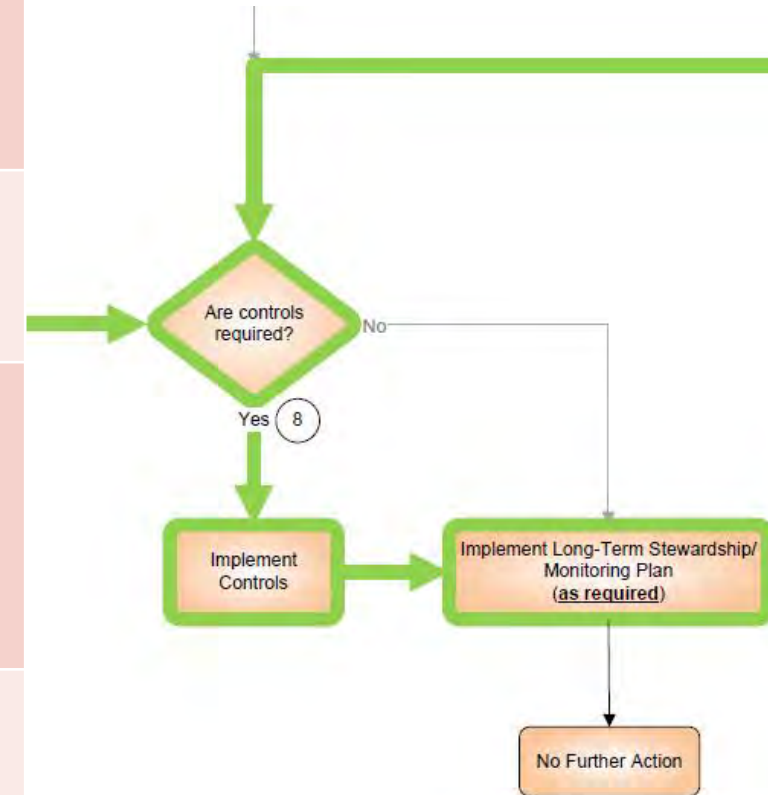 Are controls
required?
No
Yes
8
Implement
Controls
Implement Long-Term Stewardship/
Monitoring Plan
(as required)
No Further Action